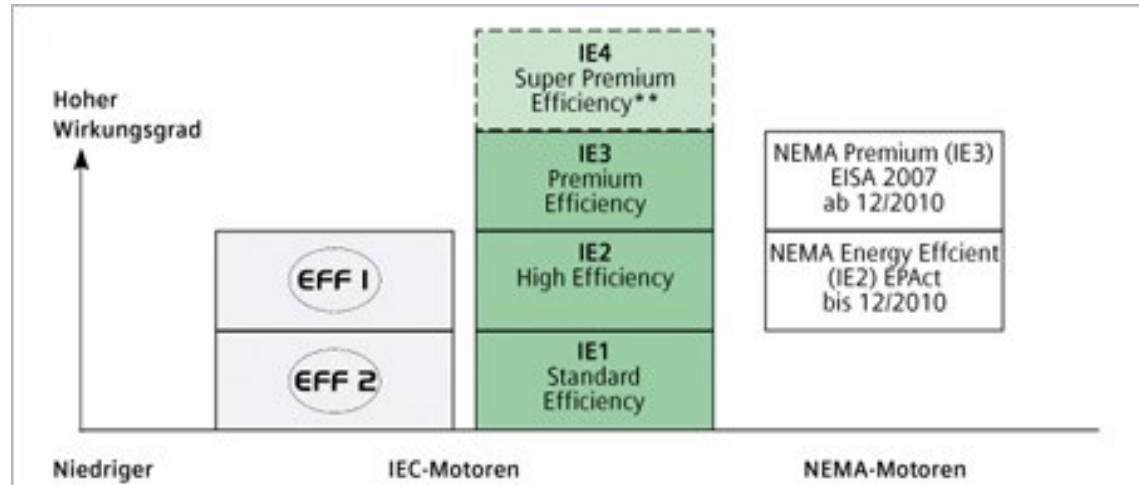 IE4
Super Premium
Efficiency**
Hoher
Wirkungsgrad
IE3
Premium
Efficiency
NEMA Premium (IE3)
EISA 2007
ab 12/2010
EFF 1
IE2
High Efficiency
NEMA Energy Effcient
(IE2) EPAct
bis 12/2010
EFF 2
IE1
Standard
Efficiency
Niedriger
IEC-Motoren
NEMA-Motoren